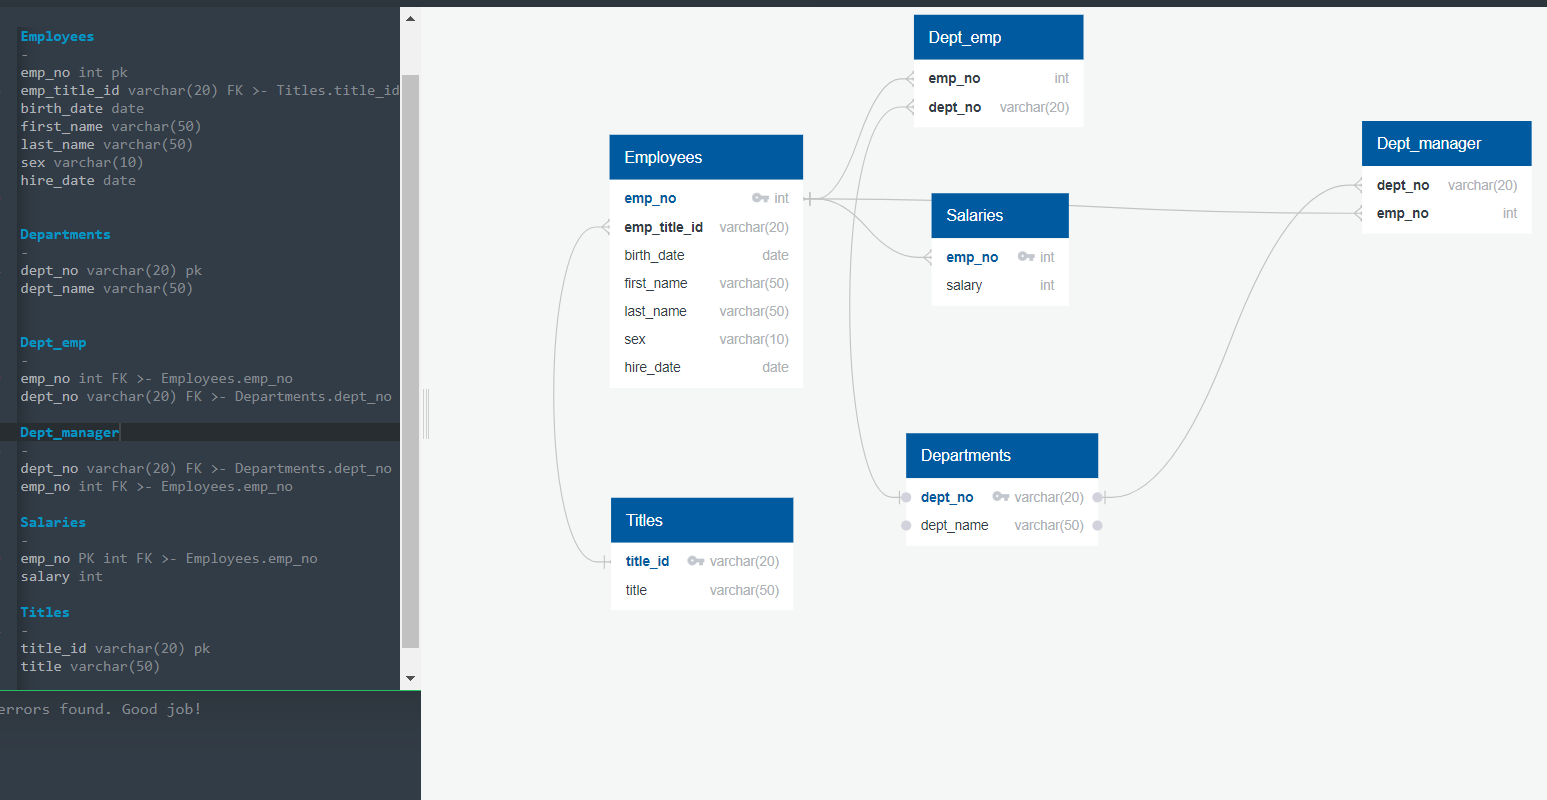 Employees
-
emp_no int pk
emp_title_id varchar(20) FK >- Titles.title_id
birth_date date
first_name varchar(50)
last_name varchar(50)
sex varchar(10)
hire_date date
Departments
-
dept_no varchar(20) pk
dept_name varchar(50)
Dept_emp
-
emp_no int FK >- Employees.emp_no
dept_no varchar(20) FK >- Departments.dept_no
Dept_manager
-
dept_no varchar(20) FK >- Departments.dept_no
emp_no int FK >- Employees.emp_no
Salaries
-
emp_no PK int FK >- Employees.emp_no
salary int
Titles
-
title_id varchar(20) pk
title varchar(50)
errors found. Good job!
Employees
emp_no int
emp_title_id varchar(20)
birth_date date
first_name varchar(50)
last_name varchar(50)
sex varchar(10)
hire_date date
Titles
title_id varchar(20)
title varchar(50)
Dept_emp
emp_no int
dept_no varchar(20)
Salaries
emp_no int
salary int
Departments
dept_no varchar(20)
dept_name varchar(50)
Dept_manager
dept_no varchar(20)
emp_no int